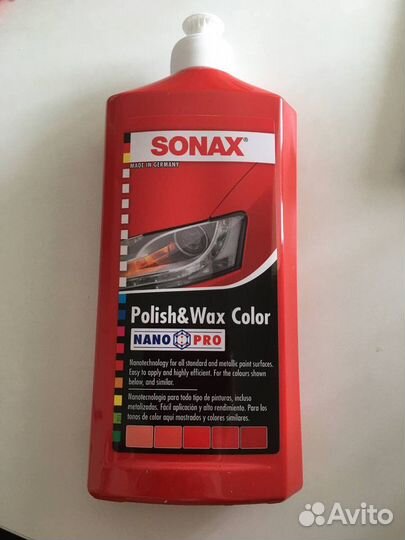 SONAX®
MADE IN GERMANY
Polish&Wax Color
NANO PRO
Nanotechnology for all standard and metallic paint surfaces.
Easy to apply and highly efficient. For the colours shown
below, and similar.
Nanotecnología para todo tipo de pinturas, incluso
metalizadas. Fácil aplicación y alto rendimiento. Para los
tonos de color aquí mostrados y colores similares.
Avito